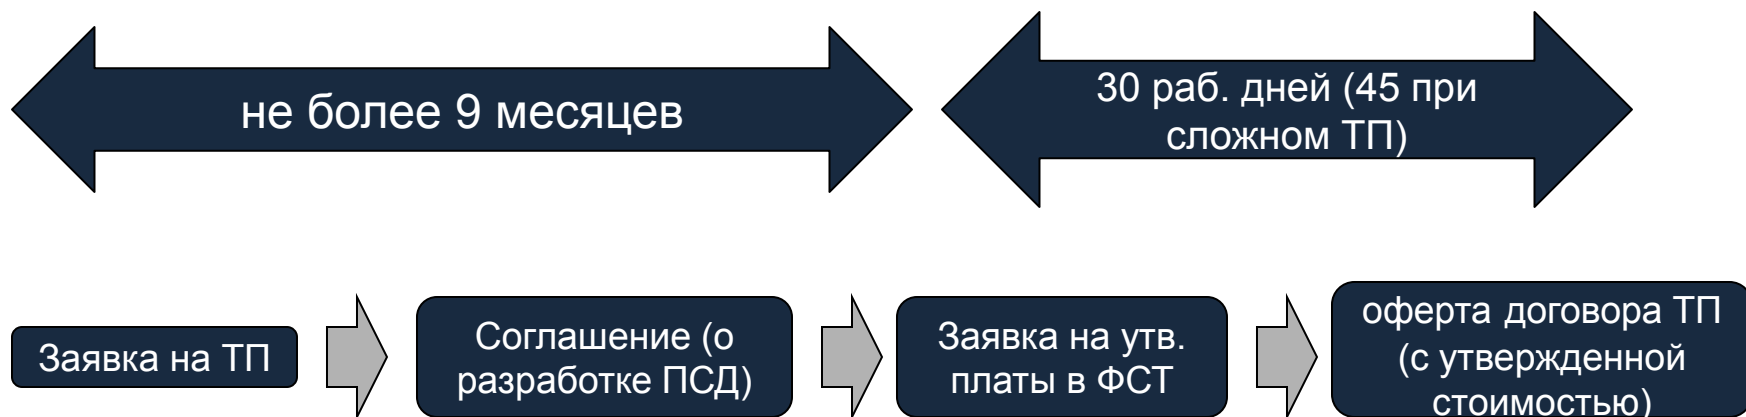 не более 9 месяцев
30 раб. дней (45 при
сложном ТП)
Заявка на ТП
Соглашение (о
разработке ПСД)
Заявка на утв.
платы в ФСТ
оферта договора ТП
(с утвержденной
стоимостью)